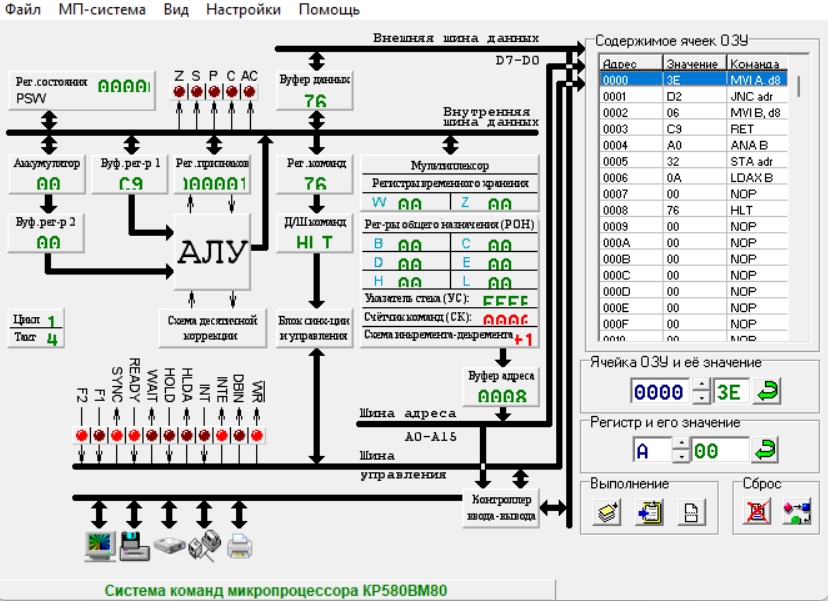 Файл МП-система Вид Настройки Помощь
Внешняя шина данных
D7-D0
Рег.состояния
PSW
Z S P C AC
Буфер данных
76
Внутренняя
шина данных
Аккумулятор
00
Буф.рег-р 1
C9
Рег.признаков
Рег.команд
76
Мультиплексор
Регистры временного хранения
W 00 Z 00
Буф.рег-р 2
00
АЛУ
Д/Ш команд
HLT
Рег-ры общего назначения (РОН)
B 00 C 00
D 00 E 00
H 00 L 00
Указатель стека (УС): FFFF
Счётчик команд (СК):
Схема инкремента-декремента +1
Цикл 1
Такт 4
Схема десятичной
коррекции
Блок синх-ции
и управления
Буфер адреса
0008
F2 F1 SYNC READY WAIT HOLD HLDA INT INTE DBIN WR
Шина адреса
A0-A15
Шина
управления
Контроллер
ввода-вывода
Содержимое ячеек ОЗУ
Адрес Значение Команда
0000 3E MVI A, d8
0001 D2 JNC adr
0002 06 MVI B, d8
0003 C9 RET
0004 A0 ANA B
0005 32 STA adr
0006 0A LDAX B
0007 00 NOP
0008 76 HLT
0009 00 NOP
000A 00 NOP
000B 00 NOP
000C 00 NOP
000D 00 NOP
000E 00 NOP
000F 00 NOP
0010 00 NOP
Ячейка ОЗУ и её значение
0000 3E
Регистр и его значение
A 00
Выполнение
Сброс
Система команд микропроцессора КР580ВМ80